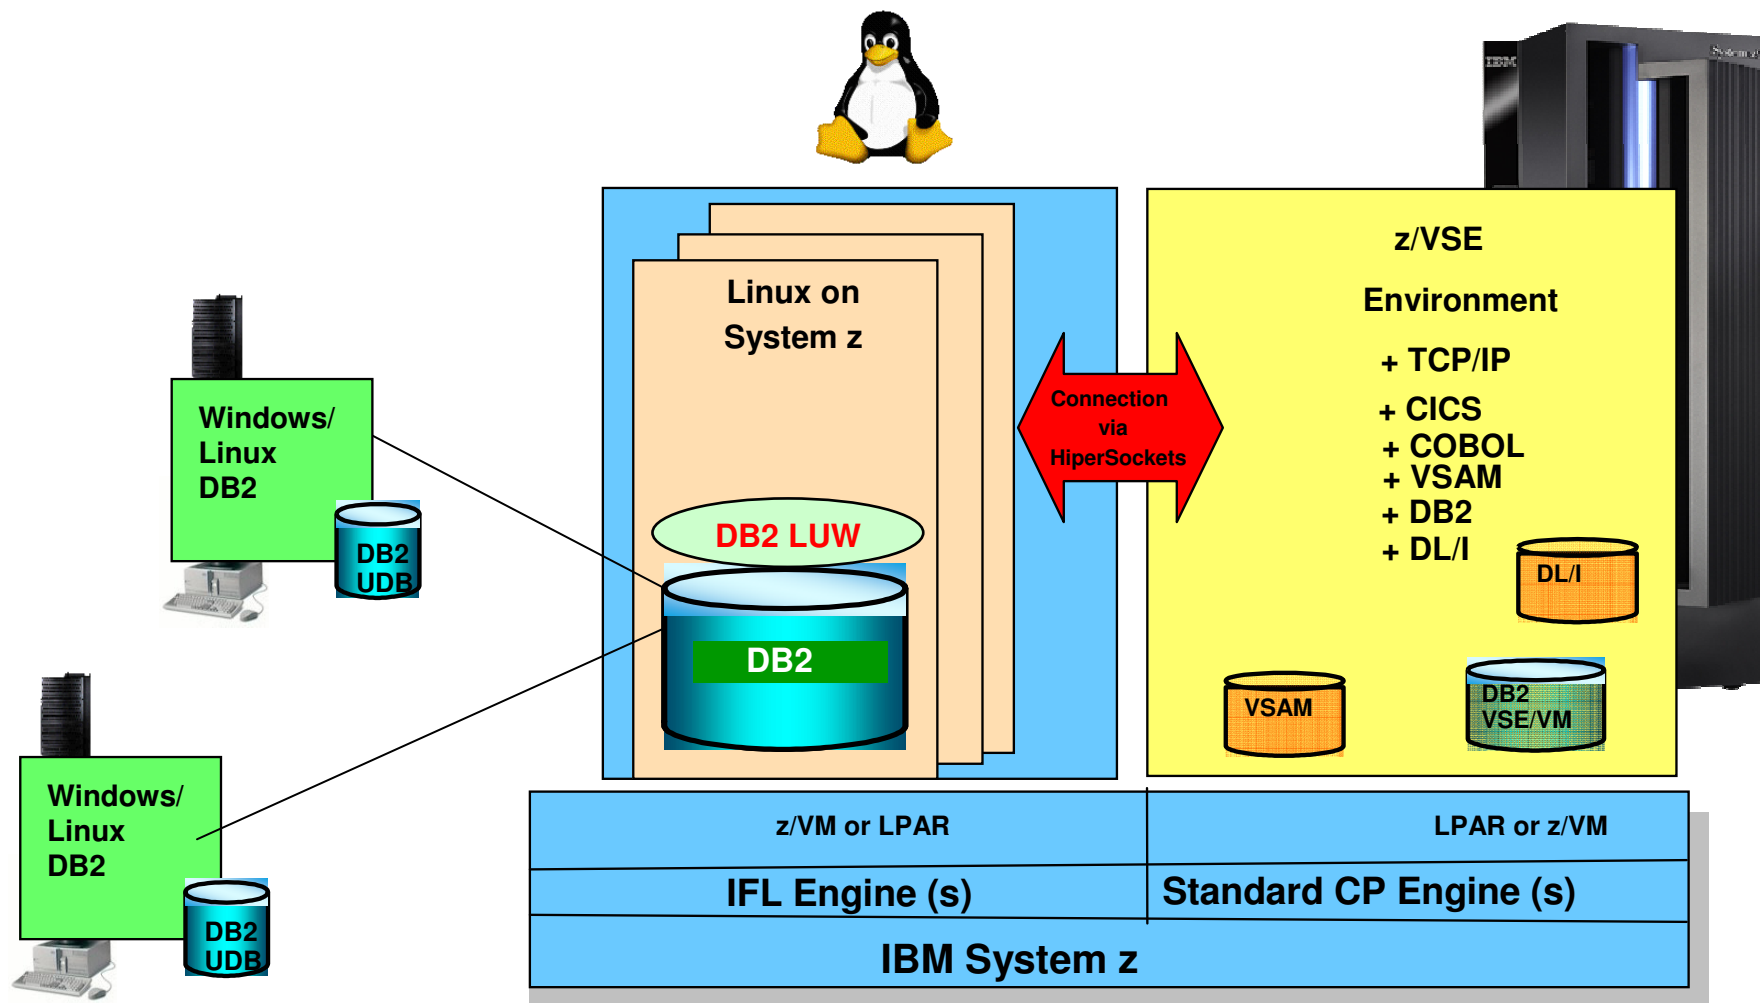 IBM
System z
z/VSE
Environment
+ TCP/IP
+ CICS
+ COBOL
+ VSAM
+ DB2
+ DL/I
DL/I
VSAM
DB2
VSE/VM
Linux on
System z
Connection
via
HiperSockets
DB2 LUW
DB2
Windows/
Linux
DB2
DB2
UDB
Windows/
Linux
DB2
DB2
UDB
z/VM or LPAR
LPAR or z/VM
IFL Engine (s)
Standard CP Engine (s)
IBM System z